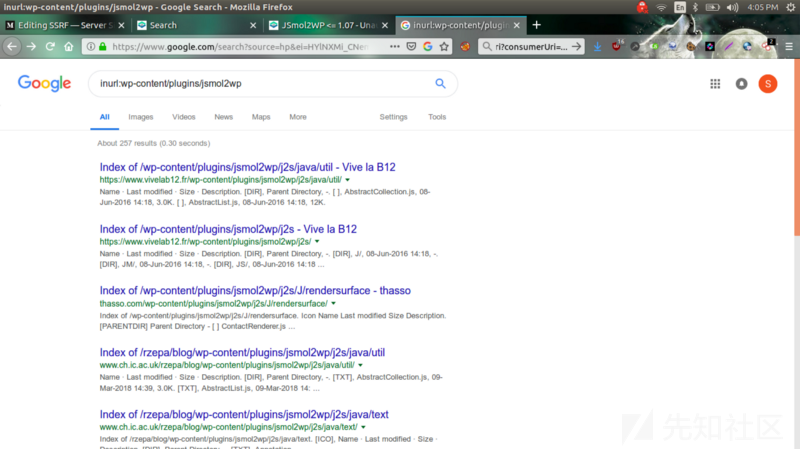 inurl:wp-content/plugins/jsmol2wp - Google Search - Mozilla Firefox
En 4:05 PM
Editing SSRF — Server S
Search
JSmol2WP <= 1.07 - Una
inurl:wp-content/plugin
https://www.google.com/search?source=hp&ei=
ri?consumerUri=...
Google
inurl:wp-content/plugins/jsmol2wp
S
All Images Videos News Maps More Settings Tools
About 257 results (0.30 seconds)
Index of /wp-content/plugins/jsmol2wp/j2s/java/util - Vive la B12
https://www.vivelab12.fr/wp-content/plugins/jsmol2wp/j2s/java/util/
Name · Last modified · Size · Description. [DIR], Parent Directory, -. [ ], AbstractCollection.js, 08-
Jun-2016 14:18, 3.0K. [ ], AbstractList.js, 08-Jun-2016 14:18, 12K.
Index of /wp-content/plugins/jsmol2wp/j2s - Vive la B12
https://www.vivelab12.fr/wp-content/plugins/jsmol2wp/j2s/
Name · Last modified · Size · Description. [DIR], Parent Directory, -. [DIR], J/, 08-Jun-2016 14:18, -.
[DIR], JM/, 08-Jun-2016 14:18, -. [DIR], JS/, 08-Jun-2016 14:18, -. [DIR ...
Index of /wp-content/plugins/jsmol2wp/j2s/J/rendersurface - thasso
thasso.com/wp-content/plugins/jsmol2wp/j2s/J/rendersurface/
Index of /wp-content/plugins/jsmol2wp/j2s/J/rendersurface. Icon Name Last modified Size Description.
[PARENTDIR] Parent Directory - [ ] ContactRenderer.js ...
Index of /rzepa/blog/wp-content/plugins/jsmol2wp/j2s/java/util
www.ch.ic.ac.uk/rzepa/blog/wp-content/plugins/jsmol2wp/j2s/java/util/
Name · Last modified · Size · Description. [DIR], Parent Directory, -. [TXT], AbstractCollection.js, 09-
Mar-2018 14:39, 3.0K. [TXT], AbstractList.js, 09-Mar-2018 14: ...
Index of /rzepa/blog/wp-content/plugins/jsmol2wp/j2s/java/text
www.ch.ic.ac.uk/rzepa/blog/wp-content/plugins/jsmol2wp/j2s/java/text/
Index of /rzepa/blog/wp-content/plugins/jsmol2wp/j2s/java/text. [ICO], Name · Last modified · Size ·
先知社区